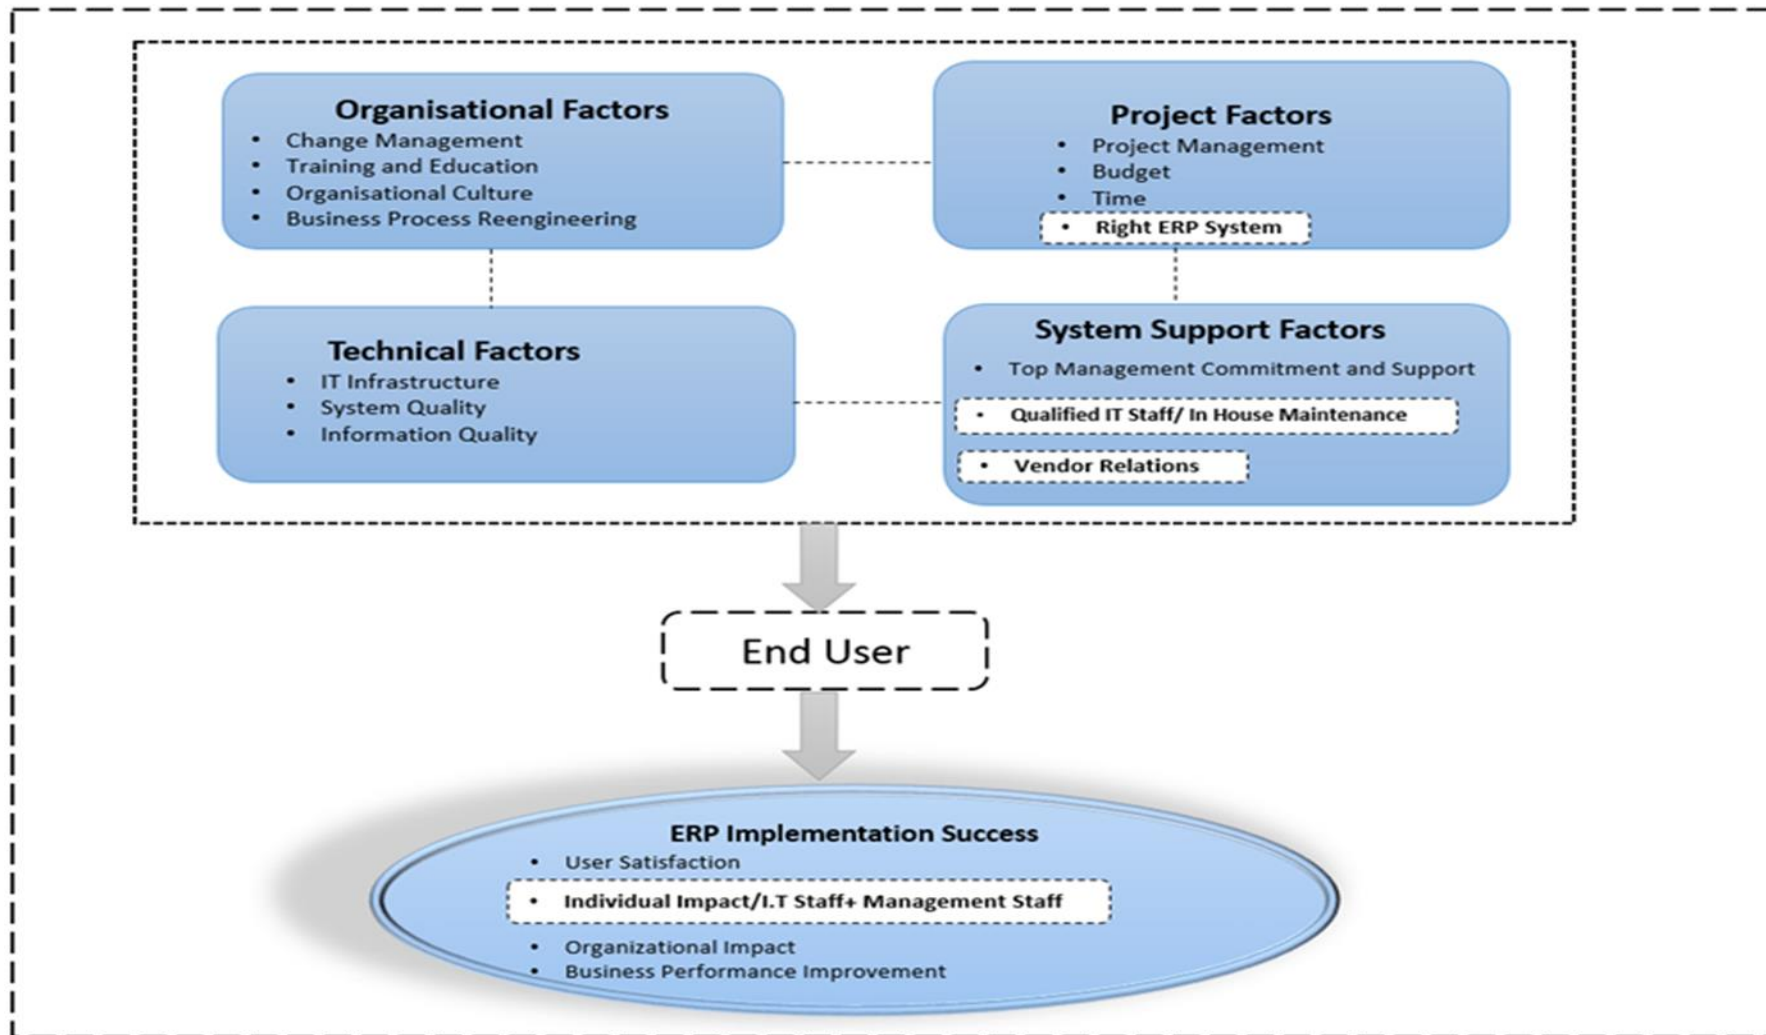 Organisational Factors
• Change Management
• Training and Education
• Organisational Culture
• Business Process Reengineering
Project Factors
• Project Management
• Budget
• Time
• Right ERP System
Technical Factors
• IT Infrastructure
• System Quality
• Information Quality
System Support Factors
• Top Management Commitment and Support
• Qualified IT Staff/ In House Maintenance
• Vendor Relations
End User
ERP Implementation Success
• User Satisfaction
• Individual Impact/I.T Staff+ Management Staff
• Organizational Impact
• Business Performance Improvement